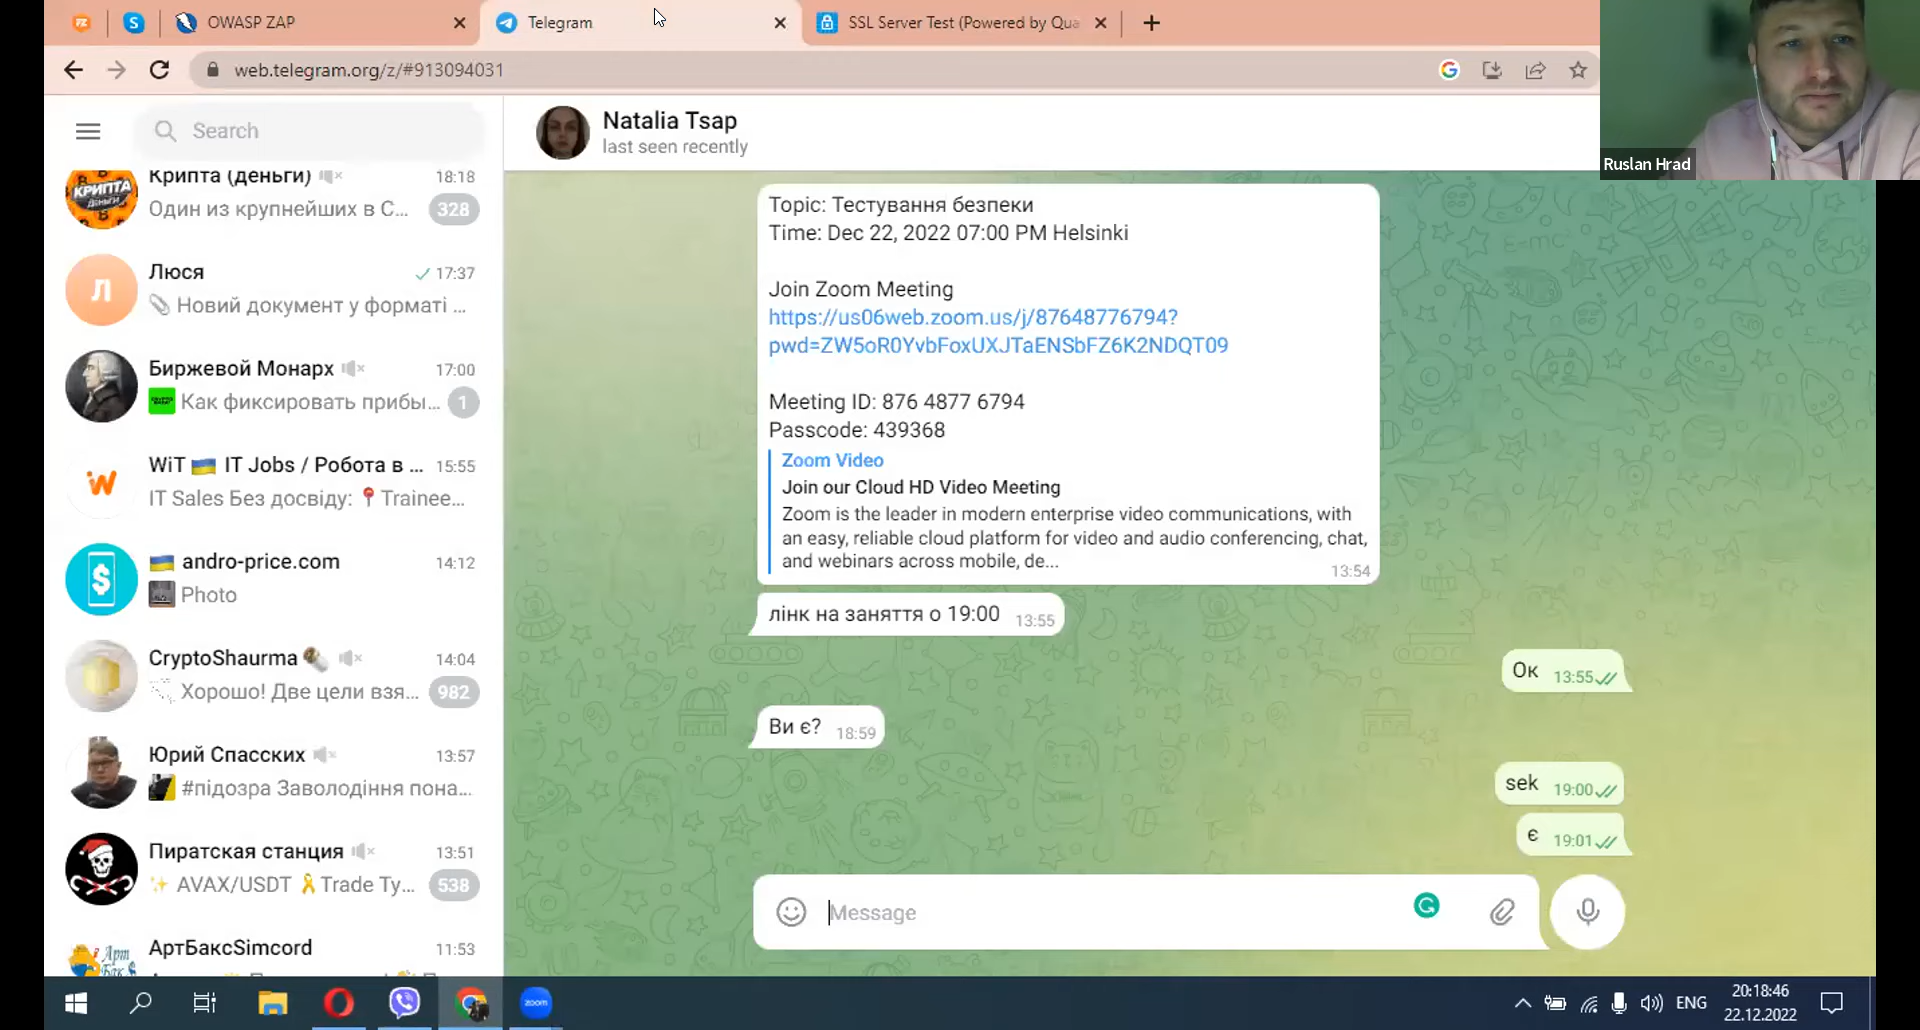 OWASP ZAP
Telegram
SSL Server Test (Powered by Qua
web.telegram.org/z/#913094031
Ruslan Hrad
Search
Крипта (деньги) 18:18
Один из крупнейших в С... 328
Люся 17:37
Новий документ у форматі ...
Биржевой Монарх 17:00
Как фиксировать прибы... 1
WiT IT Jobs / Робота в ... 15:55
IT Sales Без досвіду: Trainee...
andro-price.com 14:12
Photo
CryptoShaurma 14:04
Хорошо! Две цели взя... 982
Юрий Спасских 13:57
#підозра Заволодіння пона...
Пиратская станция 13:51
AVAX/USDT Trade Ty... 538
АртБаксSimcord 11:53
Natalia Tsap
last seen recently
Topic: Тестування безпеки
Time: Dec 22, 2022 07:00 PM Helsinki
Join Zoom Meeting
https://us06web.zoom.us/j/87648776794?
pwd=ZW5oR0YvbFoxUXJTaENSbFZ6K2NDQT09
Meeting ID: 876 4877 6794
Passcode: 439368
Zoom Video
Join our Cloud HD Video Meeting
Zoom is the leader in modern enterprise video communications, with
an easy, reliable cloud platform for video and audio conferencing, chat,
and webinars across mobile, de...
13:54
лінк на заняття о 19:00 13:55
Ок 13:55
Ви є? 18:59
sek 19:00
є 19:01
Message
zoom
ENG
20:18:46
22.12.2022